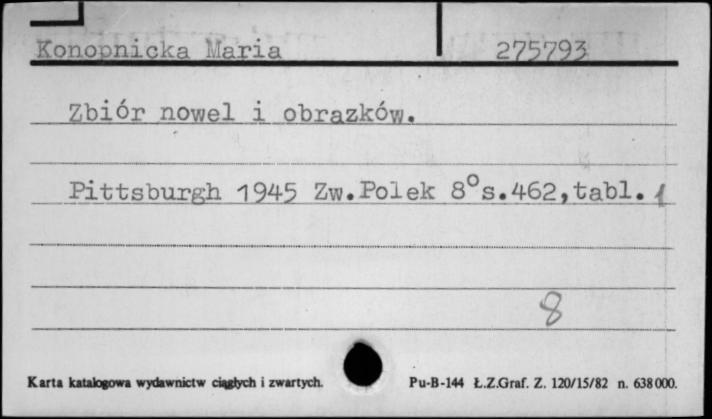 Konopnicka Maria 275793
Zbiór nowel i obrazków.
Pittsburgh 1945 Zw.Polek 8°s.462,tabl. 1
8
Karta katalogowa wydawnictw ciągłych i zwartych. Pu-B-144 Ł.Z.Graf. Z. 120/15/82 n. 638000.